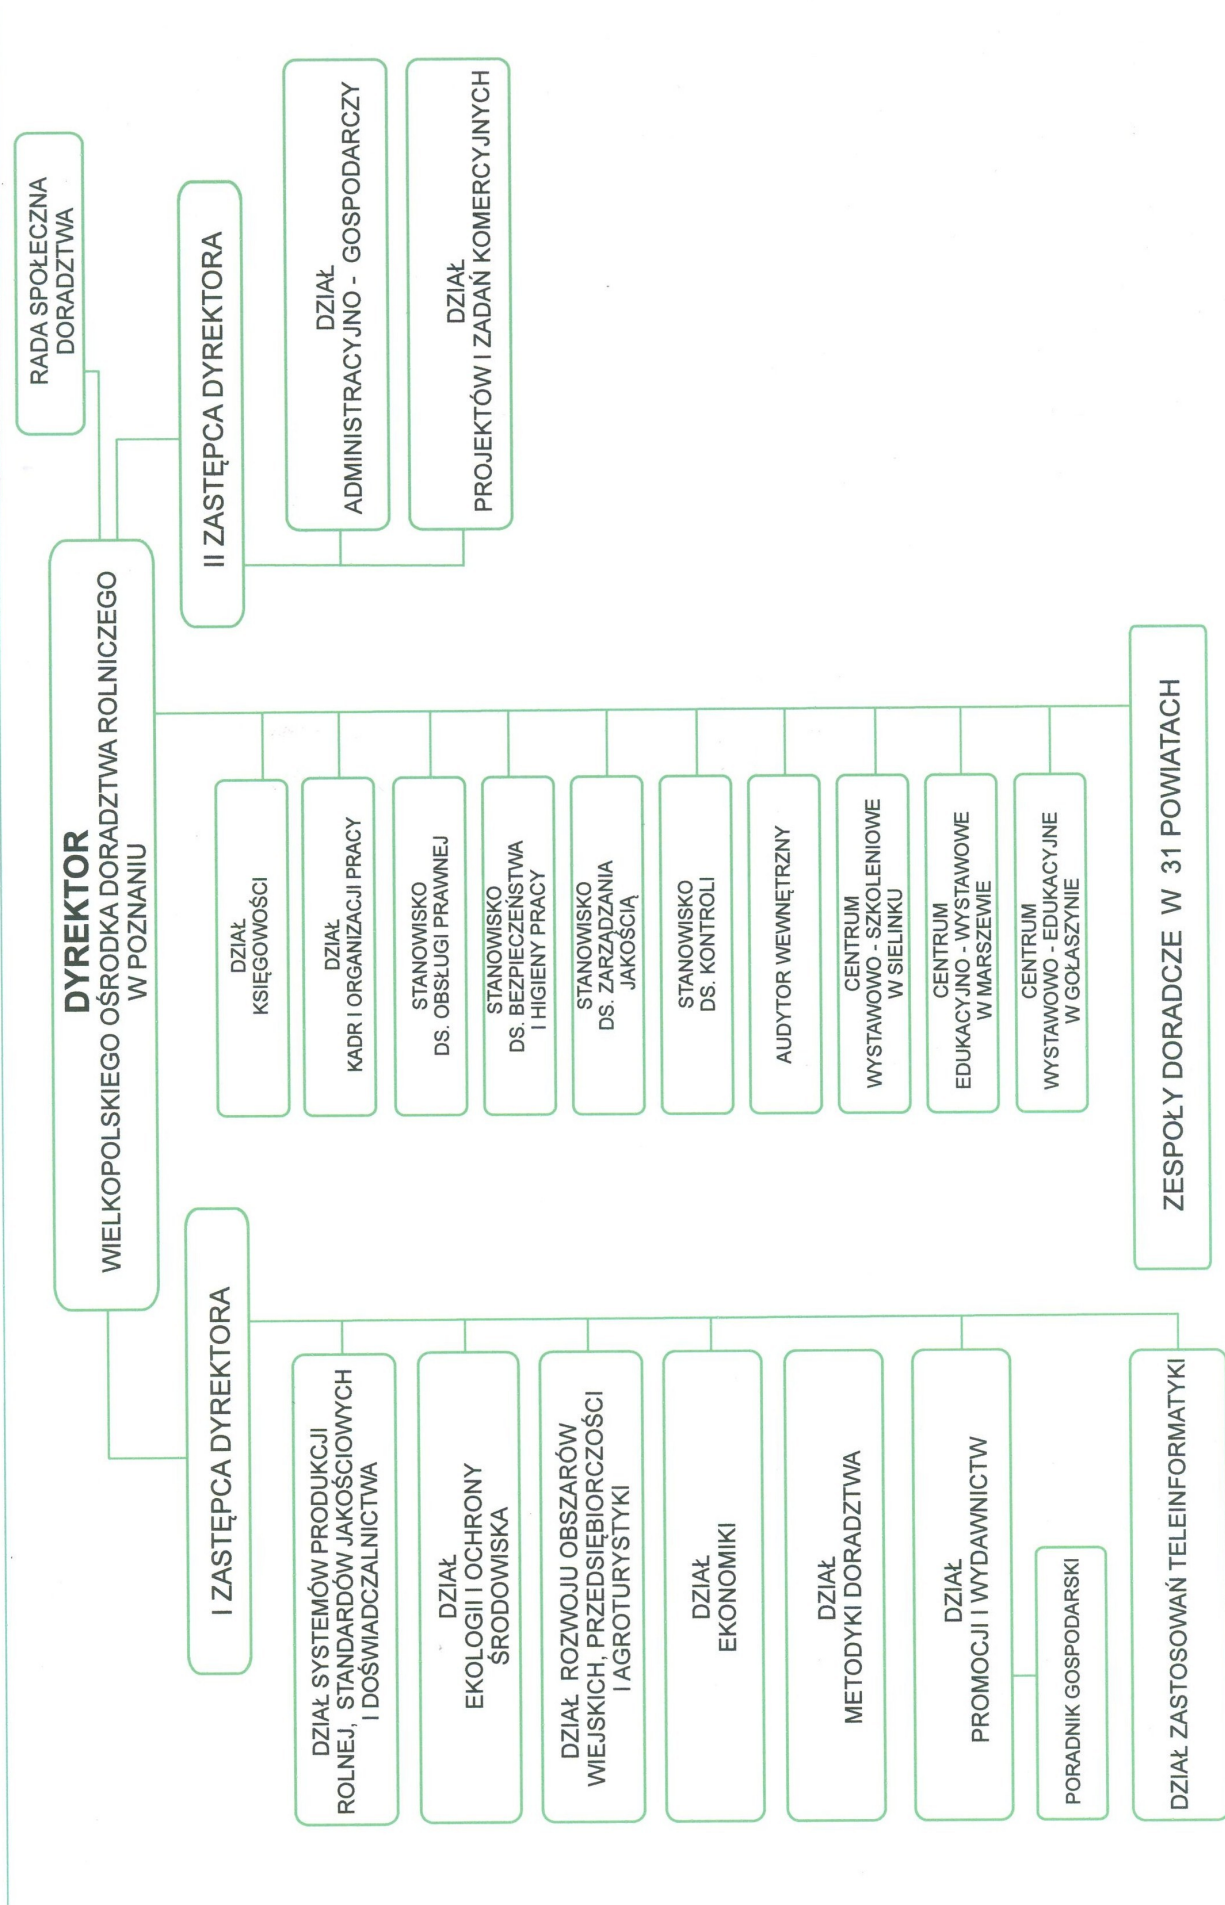 RADA SPOŁECZNA
DORADZTWA
DYREKTOR
WIELKOPOLSKIEGO OŚRODKA DORADZTWA ROLNICZEGO
W POZNANIU
I ZASTĘPCA DYREKTORA
DZIAŁ SYSTEMÓW PRODUKCJI
ROLNEJ, STANDARDÓW JAKOŚCIOWYCH
I DOŚWIADCZALNICTWA
DZIAŁ
EKOLOGII I OCHRONY
ŚRODOWISKA
DZIAŁ ROZWOJU OBSZARÓW
WIEJSKICH, PRZEDSIĘBIORCZOŚCI
I AGROTURYSTYKI
DZIAŁ
EKONOMIKI
DZIAŁ
METODYKI DORADZTWA
DZIAŁ
PROMOCJI I WYDAWNICTW
PORADNIK GOSPODARSKI
DZIAŁ ZASTOSOWAŃ TELEINFORMATYKI
DZIAŁ
KSIĘGOWOŚCI
DZIAŁ
KADR I ORGANIZACJI PRACY
STANOWISKO
DS. OBSŁUGI PRAWNEJ
STANOWISKO
DS. BEZPIECZEŃSTWA
I HIGIENY PRACY
STANOWISKO
DS. ZARZĄDZANIA
JAKOŚCIĄ
STANOWISKO
DS. KONTROLI
AUDYTOR WEWNĘTRZNY
CENTRUM
WYSTAWOWO - SZKOLENIOWE
W SIELINKU
CENTRUM
EDUKACYJNO - WYSTAWOWE
W MARSZEWIE
CENTRUM
WYSTAWOWO - EDUKACYJNE
W GOŁASZYNIE
ZESPOŁY DORADCZE W 31 POWIATACH
II ZASTĘPCA DYREKTORA
DZIAŁ
ADMINISTRACYJNO - GOSPODARCZY
DZIAŁ
PROJEKTÓW I ZADAŃ KOMERCYJNYCH